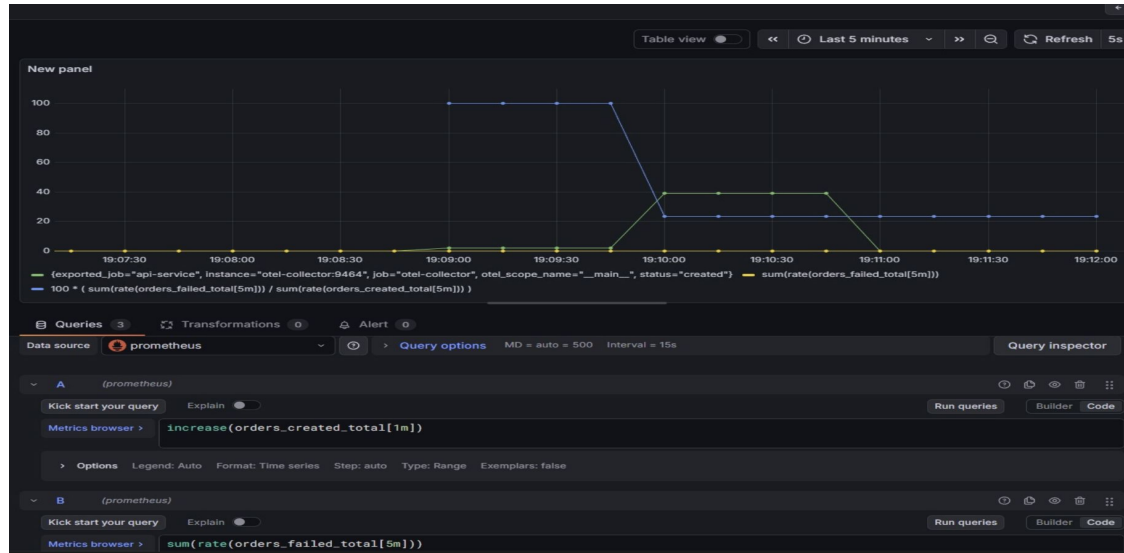 Table view
Last 5 minutes
Refresh 5s
New panel
100
80
60
40
20
0
19:07:30 19:08:00 19:08:30 19:09:00 19:09:30 19:10:00 19:10:30 19:11:00 19:11:30 19:12:00
{exported_job="api-service", instance="otel-collector:9464", job="otel-collector", otel_scope_name="__main__", status="created"} sum(rate(orders_failed_total[5m]))
100 * ( sum(rate(orders_failed_total[5m])) / sum(rate(orders_created_total[5m])) )
Queries 3 Transformations 0 Alert 0
Data source prometheus > Query options MD = auto = 500 Interval = 15s Query inspector
A (prometheus)
Kick start your query Explain Run queries Builder Code
Metrics browser > increase(orders_created_total[1m])
> Options Legend: Auto Format: Time series Step: auto Type: Range Exemplars: false
B (prometheus)
Kick start your query Explain Run queries Builder Code
Metrics browser > sum(rate(orders_failed_total[5m]))